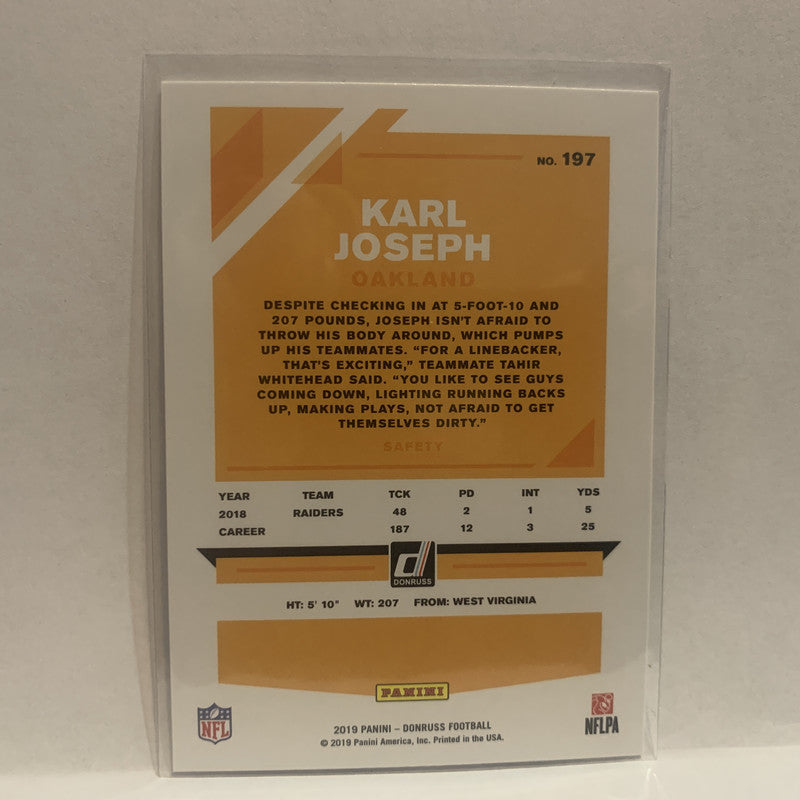 NO. 197
KARL
JOSEPH
OAKLAND
DESPITE CHECKING IN AT 5-FOOT-10 AND
207 POUNDS, JOSEPH ISN'T AFRAID TO
THROW HIS BODY AROUND, WHICH PUMPS
UP HIS TEAMMATES. "FOR A LINEBACKER,
THAT'S EXCITING," TEAMMATE TAHIR
WHITEHEAD SAID. "YOU LIKE TO SEE GUYS
COMING DOWN, LIGHTING RUNNING BACKS
UP, MAKING PLAYS, NOT AFRAID TO GET
THEMSELVES DIRTY."
SAFETY
YEAR TEAM TCK PD INT YDS
2018 RAIDERS 48 2 1 5
CAREER 187 12 3 25
d
DONRUSS
HT: 5' 10" WT: 207 FROM: WEST VIRGINIA
PANINI
NFL
NFLPA
2019 PANINI – DONRUSS FOOTBALL
© 2019 Panini America, Inc. Printed in the USA.